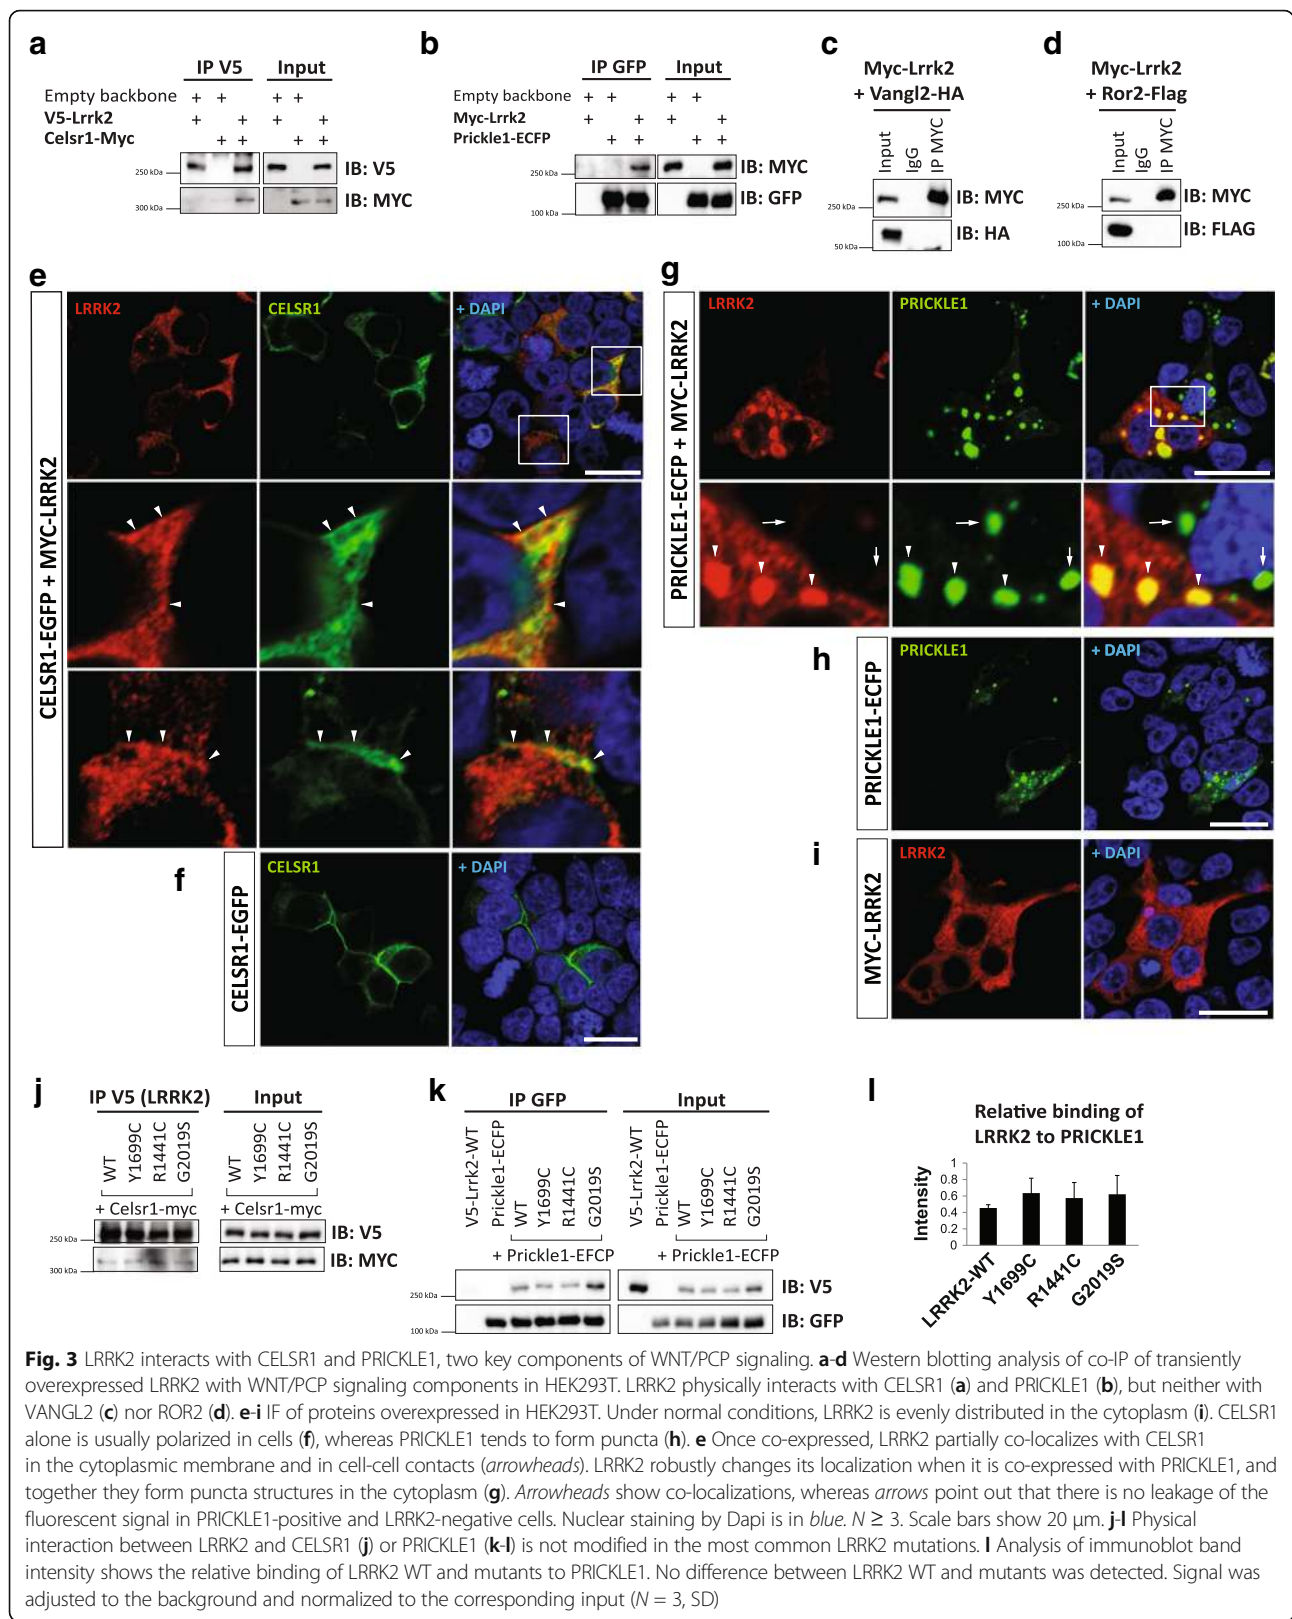 a
IP V5 Input
Empty backbone + + + +
V5-Lrrk2 + + + +
Celsr1-Myc + + + +
250 kDa IB: V5
300 kDa IB: MYC
b
IP GFP Input
Empty backbone + + + +
Myc-Lrrk2 + + + +
Prickle1-ECFP + + + +
250 kDa IB: MYC
100 kDa IB: GFP
c
Myc-Lrrk2
+ Vangl2-HA
Input IgG IP MYC
250 kDa IB: MYC
50 kDa IB: HA
d
Myc-Lrrk2
+ Ror2-Flag
Input IgG IP MYC
250 kDa IB: MYC
100 kDa IB: FLAG
e
CELSR1-EGFP + MYC-LRRK2
LRRK2 CELSR1 + DAPI
f
CELSR1-EGFP
CELSR1 + DAPI
g
PRICKLE1-ECFP + MYC-LRRK2
LRRK2 PRICKLE1 + DAPI
h
PRICKLE1-ECFP
PRICKLE1 + DAPI
i
MYC-LRRK2
LRRK2 + DAPI
j
IP V5 (LRRK2) Input
WT Y1699C R1441C G2019S WT Y1699C R1441C G2019S
+ Celsr1-myc + Celsr1-myc
250 kDa IB: V5
300 kDa IB: MYC
k
IP GFP Input
V5-Lrrk2-WT Prickle1-ECFP WT Y1699C R1441C G2019S V5-Lrrk2-WT Prickle1-ECFP WT Y1699C R1441C G2019S
+ Prickle1-EFCP + Prickle1-ECFP
250 kDa IB: V5
100 kDa IB: GFP
l
Relative binding of
LRRK2 to PRICKLE1
Intensity
1
0.8
0.6
0.4
0.2
0
LRRK2-WT Y1699C R1441C G2019S
Fig. 3 LRRK2 interacts with CELSR1 and PRICKLE1, two key components of WNT/PCP signaling. a-d Western blotting analysis of co-IP of transiently
overexpressed LRRK2 with WNT/PCP signaling components in HEK293T. LRRK2 physically interacts with CELSR1 (a) and PRICKLE1 (b), but neither with
VANGL2 (c) nor ROR2 (d). e-i IF of proteins overexpressed in HEK293T. Under normal conditions, LRRK2 is evenly distributed in the cytoplasm (i). CELSR1
alone is usually polarized in cells (f), whereas PRICKLE1 tends to form puncta (h). e Once co-expressed, LRRK2 partially co-localizes with CELSR1
in the cytoplasmic membrane and in cell-cell contacts (arrowheads). LRRK2 robustly changes its localization when it is co-expressed with PRICKLE1, and
together they form puncta structures in the cytoplasm (g). Arrowheads show co-localizations, whereas arrows point out that there is no leakage of the
fluorescent signal in PRICKLE1-positive and LRRK2-negative cells. Nuclear staining by Dapi is in blue. N ≥ 3. Scale bars show 20 μm. j-l Physical
interaction between LRRK2 and CELSR1 (j) or PRICKLE1 (k-l) is not modified in the most common LRRK2 mutations. l Analysis of immunoblot band
intensity shows the relative binding of LRRK2 WT and mutants to PRICKLE1. No difference between LRRK2 WT and mutants was detected. Signal was
adjusted to the background and normalized to the corresponding input (N = 3, SD)